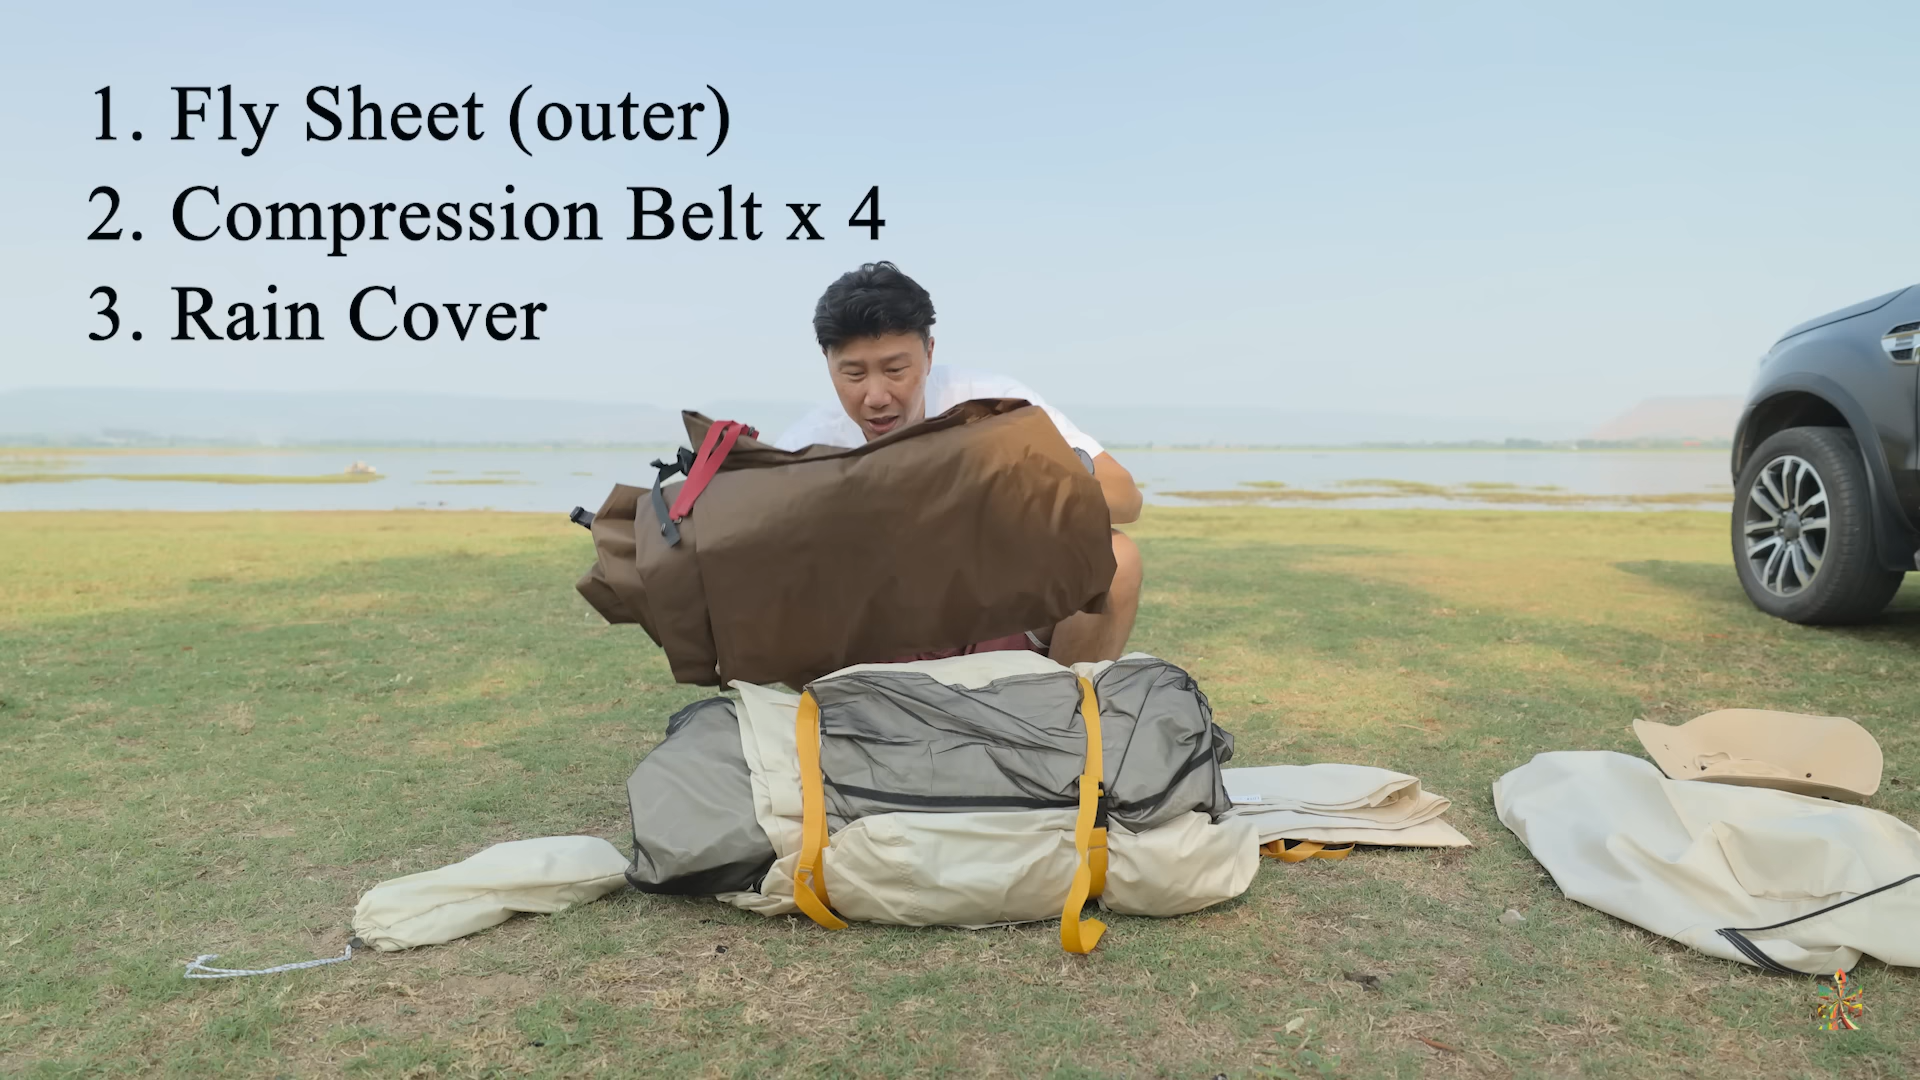 1. Fly Sheet (outer)
2. Compression Belt x 4
3. Rain Cover